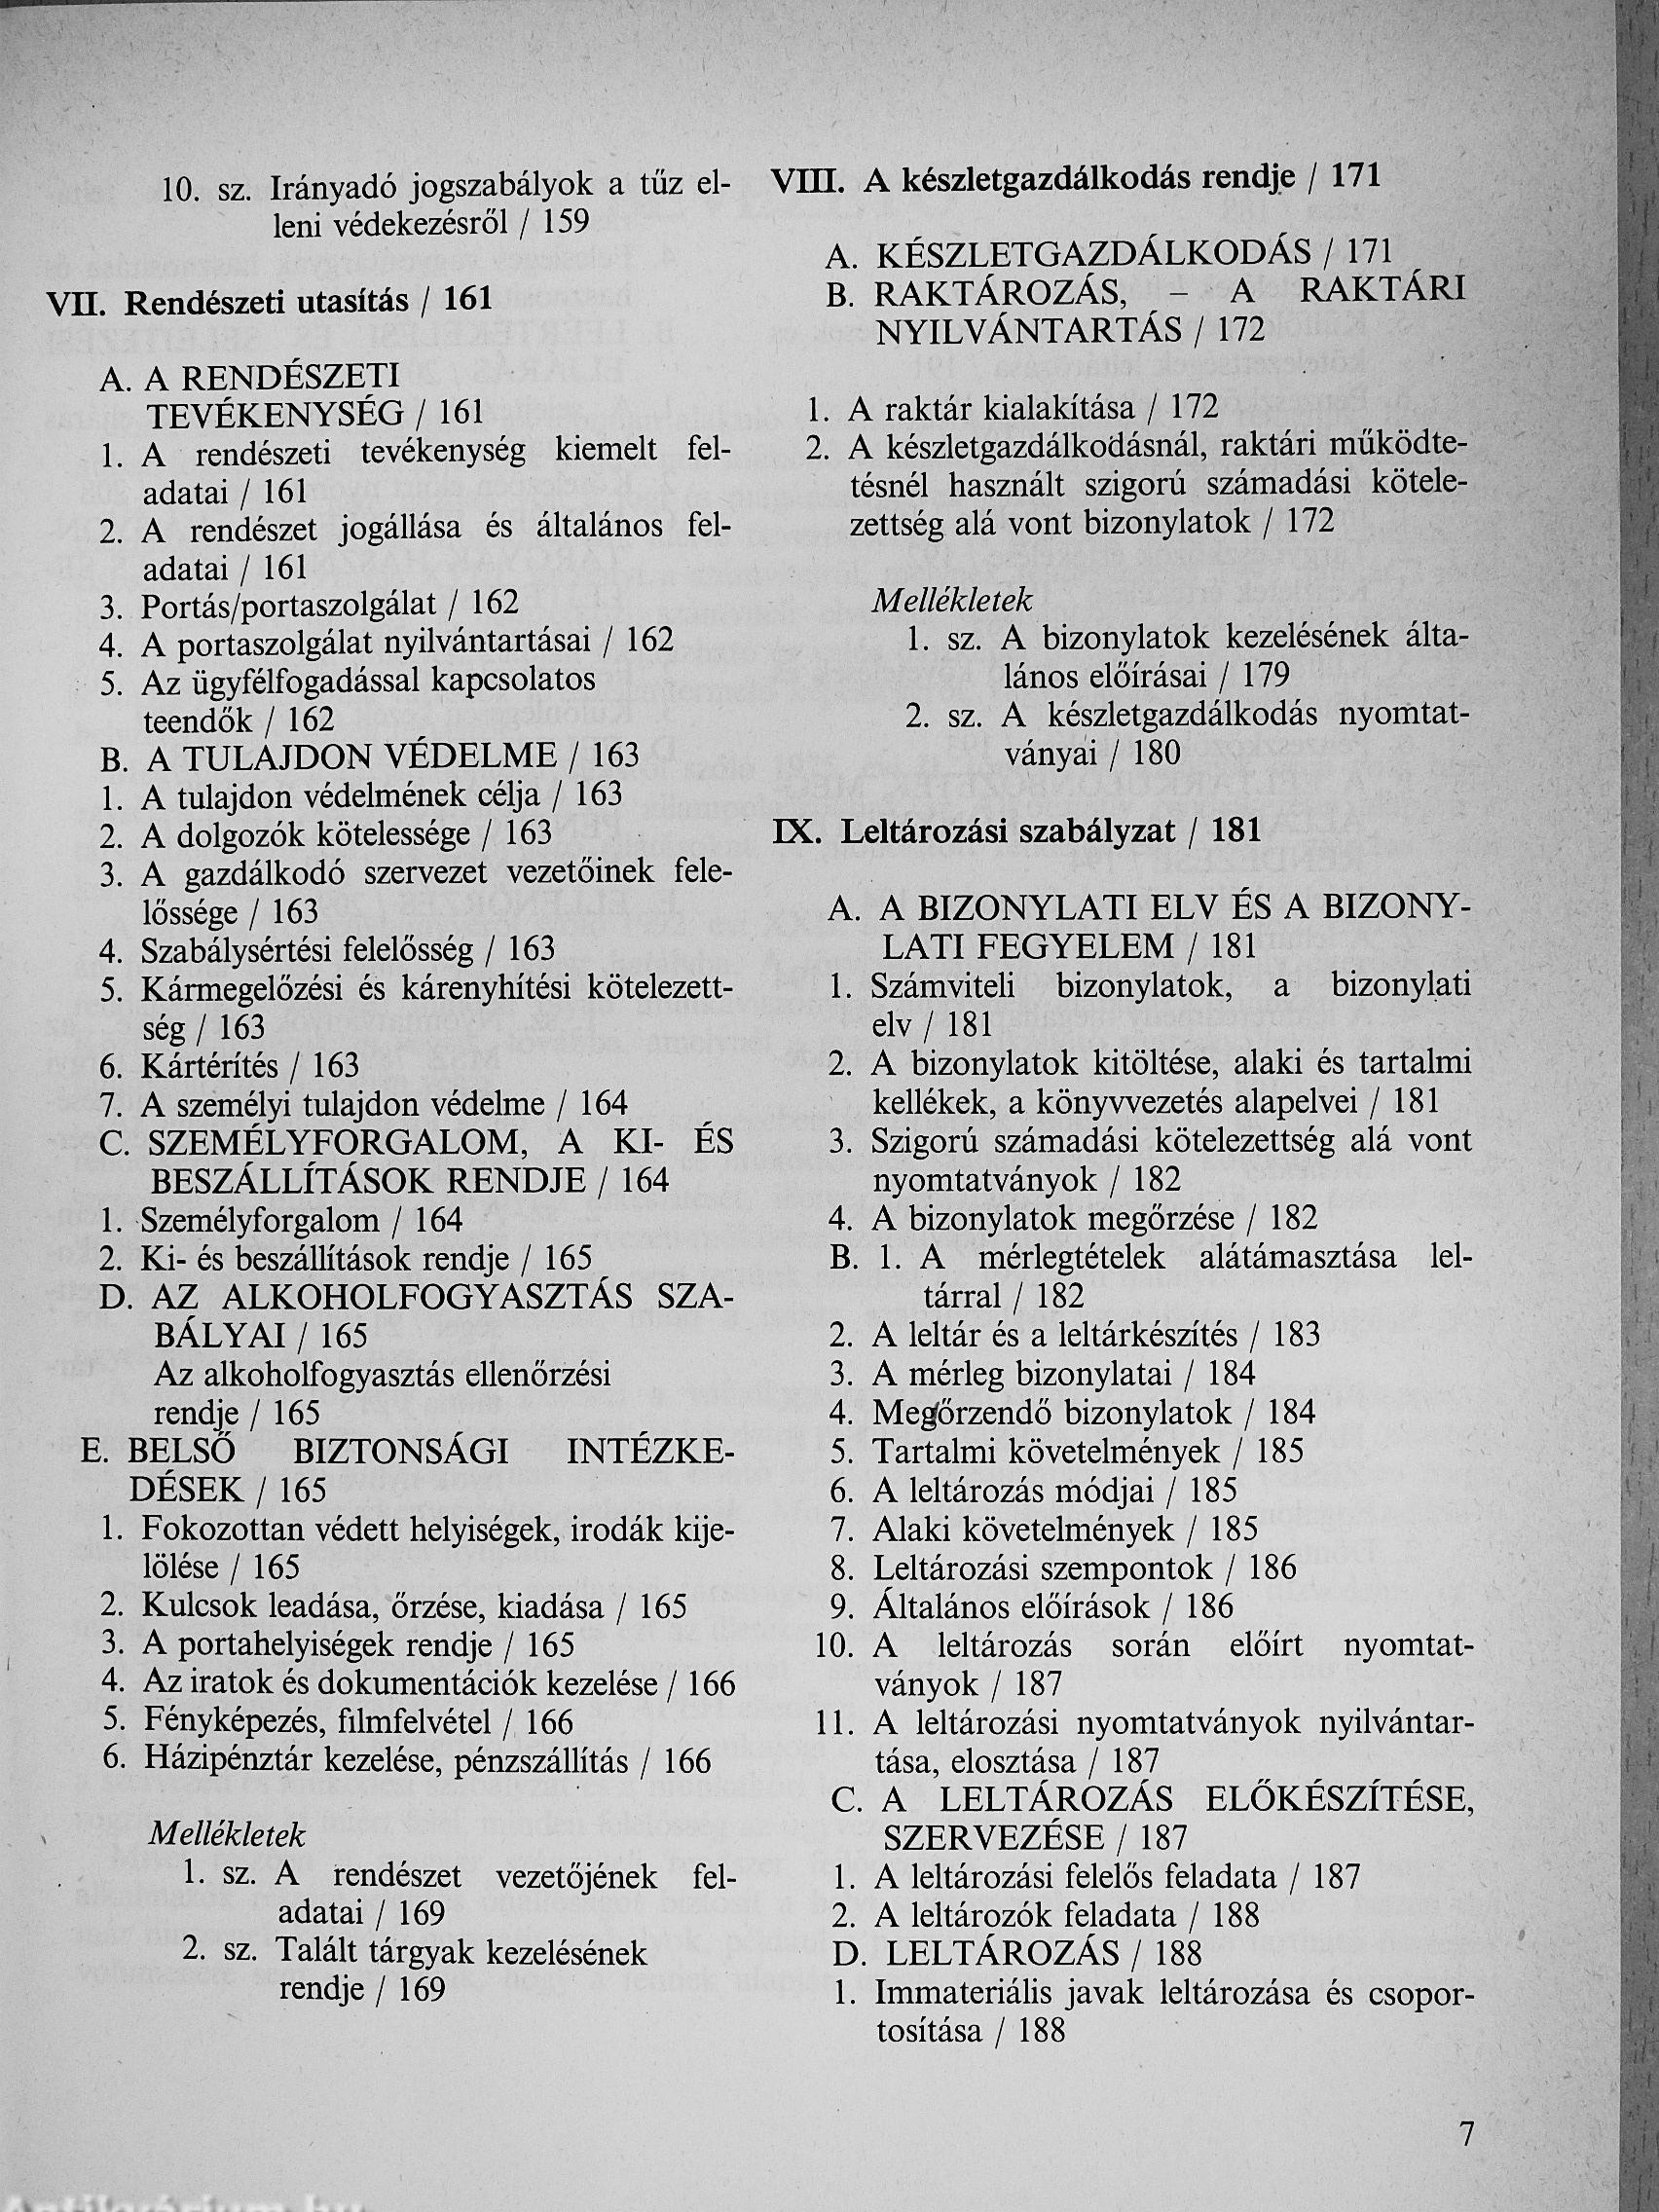 10. sz. Irányadó jogszabályok a tűz el-
leni védekezésről / 159
VII. Rendészeti utasítás / 161
A. A RENDÉSZETI
TEVÉKENYSÉG / 161
1. A rendészeti tevékenység kiemelt fel-
adatai / 161
2. A rendészet jogállása és általános fel-
adatai / 161
3. Portás/portaszolgálat / 162
4. A portaszolgálat nyilvántartásai / 162
5. Az ügyfélfogadással kapcsolatos
teendők / 162
B. A TULAJDON VÉDELME / 163
1. A tulajdon védelmének célja / 163
2. A dolgozók kötelessége / 163
3. A gazdálkodó szervezet vezetőinek fele-
lőssége / 163
4. Szabálysértési felelősség / 163
5. Kármegelőzési és kárenyhítési kötelezett-
ség / 163
6. Kártérítés / 163
7. A személyi tulajdon védelme / 164
C. SZEMÉLYFORGALOM, A KI- ÉS
BESZÁLLÍTÁSOK RENDJE / 164
1. Személyforgalom / 164
2. Ki- és beszállítások rendje / 165
D. AZ ALKOHOLFOGYASZTÁS SZA-
BÁLYAI / 165
Az alkoholfogyasztás ellenőrzési
rendje / 165
E. BELSŐ BIZTONSÁGI INTÉZKE-
DÉSEK / 165
1. Fokozottan védett helyiségek, irodák kije-
lölése / 165
2. Kulcsok leadása, őrzése, kiadása / 165
3. A portahelyiségek rendje / 165
4. Az iratok és dokumentációk kezelése / 166
5. Fényképezés, filmfelvétel / 166
6. Házipénztár kezelése, pénzszállítás / 166
Mellékletek
1. sz. A rendészet vezetőjének fel-
adatai / 169
2. sz. Talált tárgyak kezelésének
rendje / 169
VIII. A készletgazdálkodás rendje / 171
A. KÉSZLETGAZDÁLKODÁS / 171
B. RAKTÁROZÁS, – A RAKTÁRI
NYILVÁNTARTÁS / 172
1. A raktár kialakítása / 172
2. A készletgazdálkodásnál, raktári működte-
tésnél használt szigorú számadási kötele-
zettség alá vont bizonylatok / 172
Mellékletek
1. sz. A bizonylatok kezelésének álta-
lános előírásai / 179
2. sz. A készletgazdálkodás nyomtat-
ványai / 180
IX. Leltározási szabályzat / 181
A. A BIZONYLATI ELV ÉS A BIZONY-
LATI FEGYELEM / 181
1. Számviteli bizonylatok, a bizonylati
elv / 181
2. A bizonylatok kitöltése, alaki és tartalmi
kellékek, a könyvvezetés alapelvei / 181
3. Szigorú számadási kötelezettség alá vont
nyomtatványok / 182
4. A bizonylatok megőrzése / 182
B. 1. A mérlegtételek alátámasztása lel-
tárral / 182
2. A leltár és a leltárkészítés / 183
3. A mérleg bizonylatai / 184
4. Megőrzendő bizonylatok / 184
5. Tartalmi követelmények / 185
6. A leltározás módjai / 185
7. Alaki követelmények / 185
8. Leltározási szempontok / 186
9. Általános előírások / 186
10. A leltározás során előírt nyomtat-
ványok / 187
11. A leltározási nyomtatványok nyilvántar-
tása, elosztása / 187
C. A LELTÁROZÁS ELŐKÉSZÍTÉSE,
SZERVEZÉSE / 187
1. A leltározási felelős feladata / 187
2. A leltározók feladata / 188
D. LELTÁROZÁS / 188
1. Immateriális javak leltározása és csopor-
tosítása / 188
7